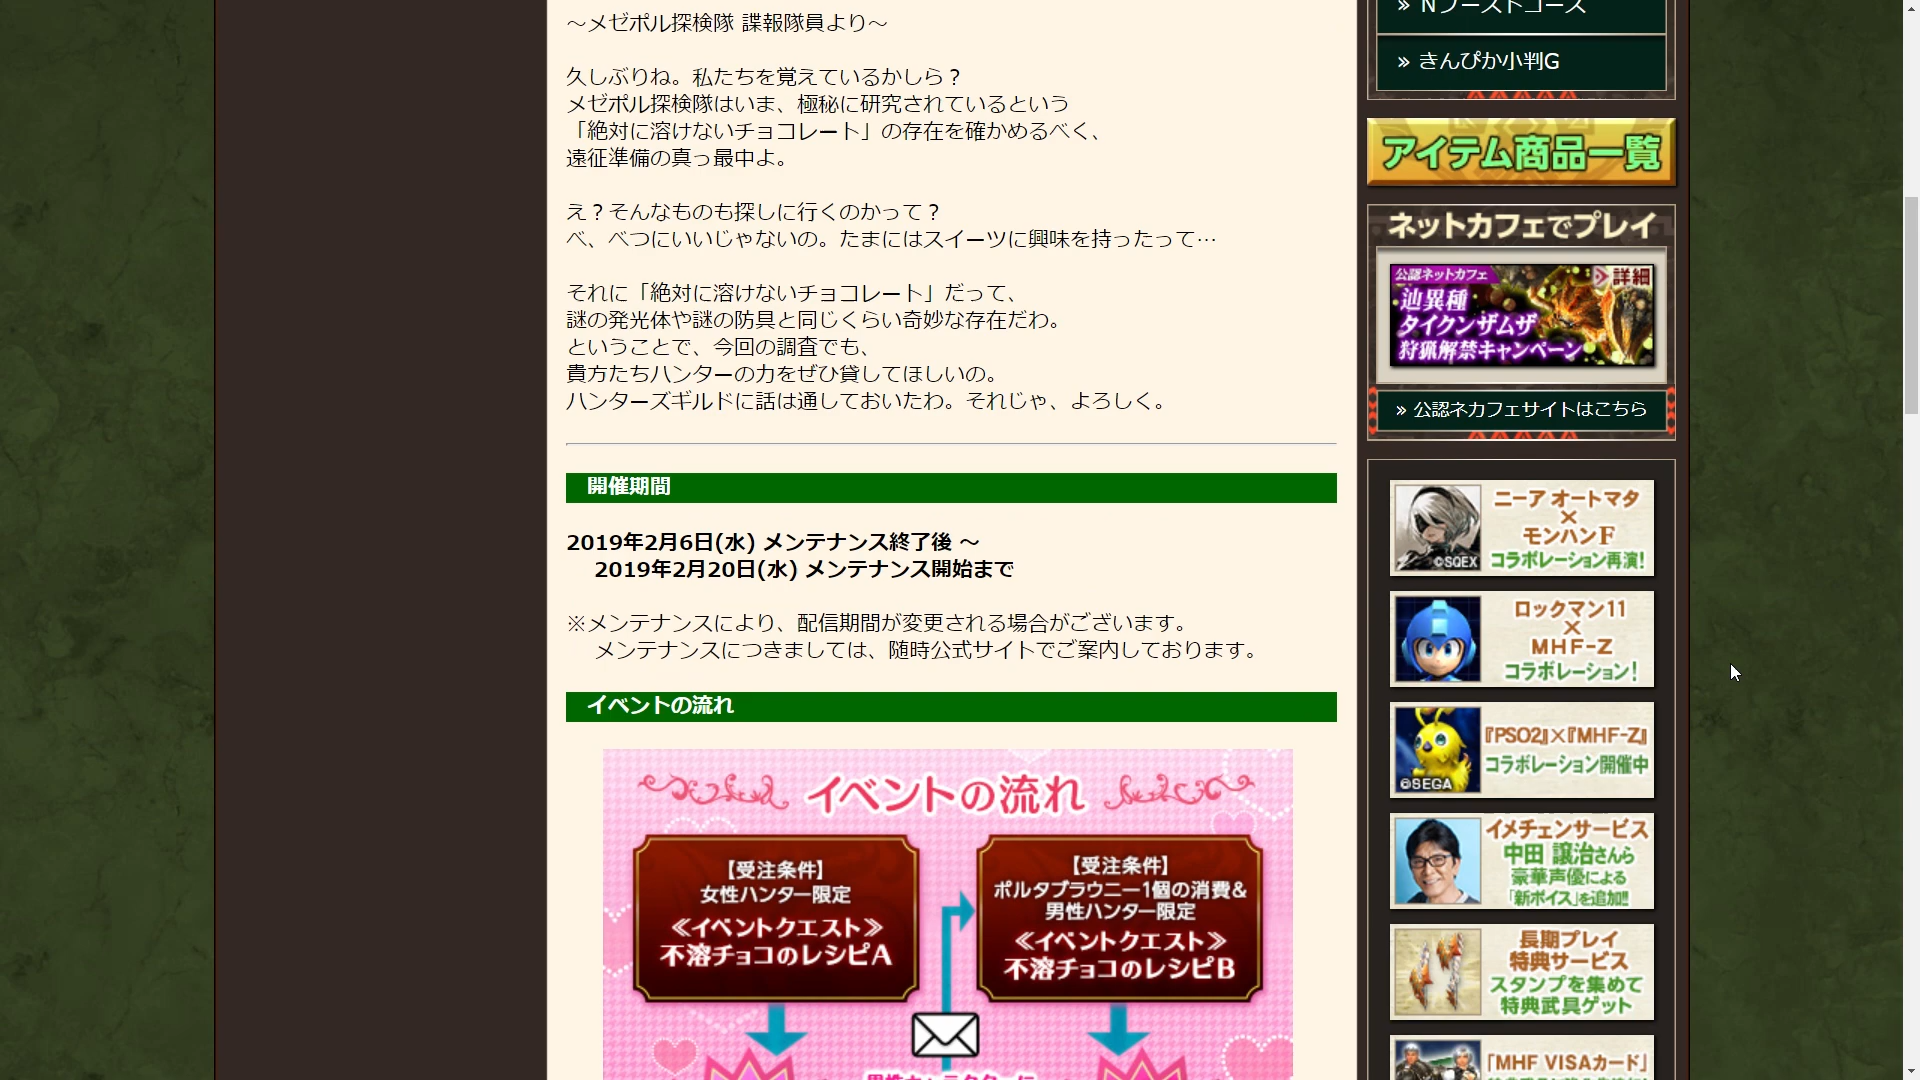 ～メゼポル探検隊 諜報隊員より～
久しぶりね。私たちを覚えているかしら？
メゼポル探検隊はいま、極秘に研究されているという
「絶対に溶けないチョコレート」の存在を確かめるべく、
遠征準備の真っ最中よ。
え？そんなものも探しに行くのかって？
べ、べつにいいじゃないの。たまにはスイーツに興味を持ったって…
それに「絶対に溶けないチョコレート」だって、
謎の発光体や謎の防具と同じくらい奇妙な存在だわ。
ということで、今回の調査でも、
貴方たちハンターの力をぜひ貸してほしいの。
ハンターズギルドに話は通しておいたわ。それじゃ、よろしく。
開催期間
2019年2月6日(水) メンテナンス終了後 ～
2019年2月20日(水) メンテナンス開始まで
※メンテナンスにより、配信期間が変更される場合がございます。
メンテナンスにつきましては、随時公式サイトでご案内しております。
イベントの流れ
イベントの流れ
【受注条件】
女性ハンター限定
≪イベントクエスト≫
不溶チョコのレシピA
【受注条件】
ポルタブラウニー1個の消費&
男性ハンター限定
≪イベントクエスト≫
不溶チョコのレシピB
» Nブーストコース
» きんぴか小判G
アイテム商品一覧
ネットカフェでプレイ
公認ネットカフェ
詳細
辿異種
タイクンザムザ
狩猟解禁キャンペーン
» 公認ネカフェサイトはこちら
ニーア オートマタ
×
モンハンF
コラボレーション再演!
©SQEX
ロックマン11
×
MHF-Z
コラボレーション!
『PSO2』×『MHF-Z』
コラボレーション開催中
©SEGA
イメチェンサービス
中田 譲治さんら
豪華声優による
「新ボイス」を追加!!
長期プレイ
特典サービス
スタンプを集めて
特典武具ゲット
「MHF VISAカード」